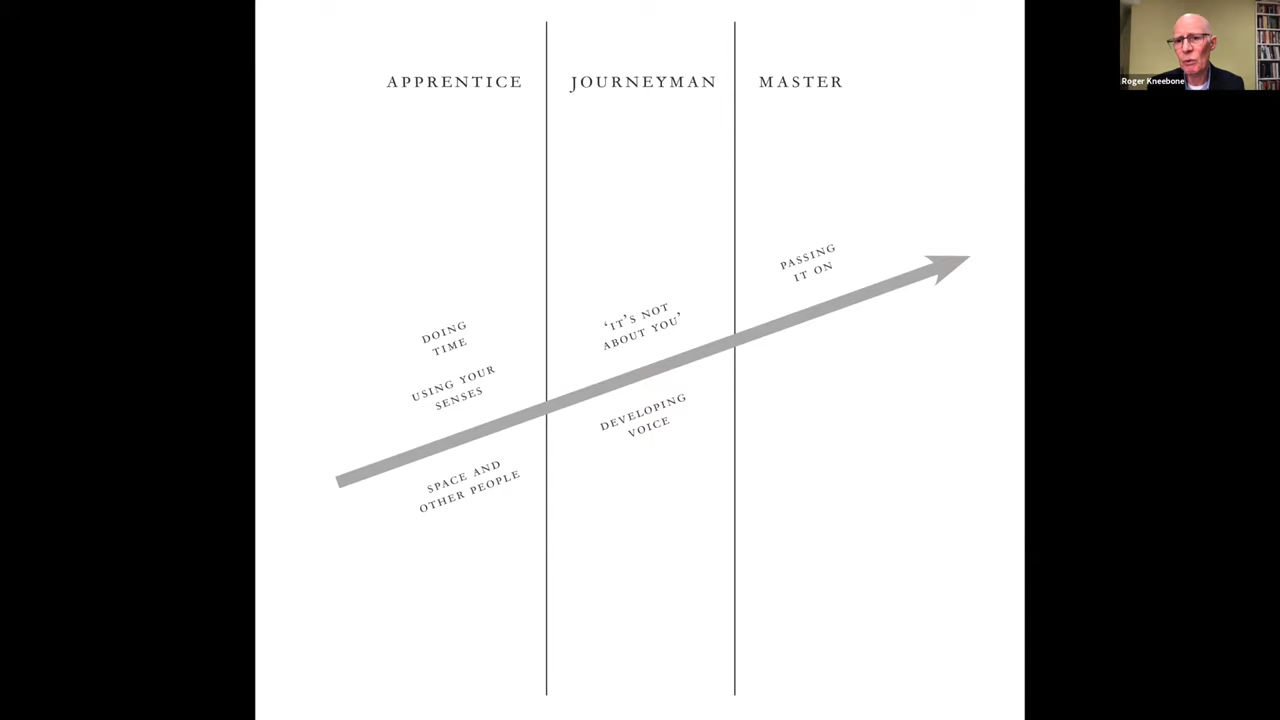 APPRENTICE
JOURNEYMAN
MASTER
Roger Kneebone
PASSING
IT ON
‘IT’S NOT
ABOUT YOU’
DOING
TIME
USING YOUR
SENSES
DEVELOPING
VOICE
SPACE AND
OTHER PEOPLE